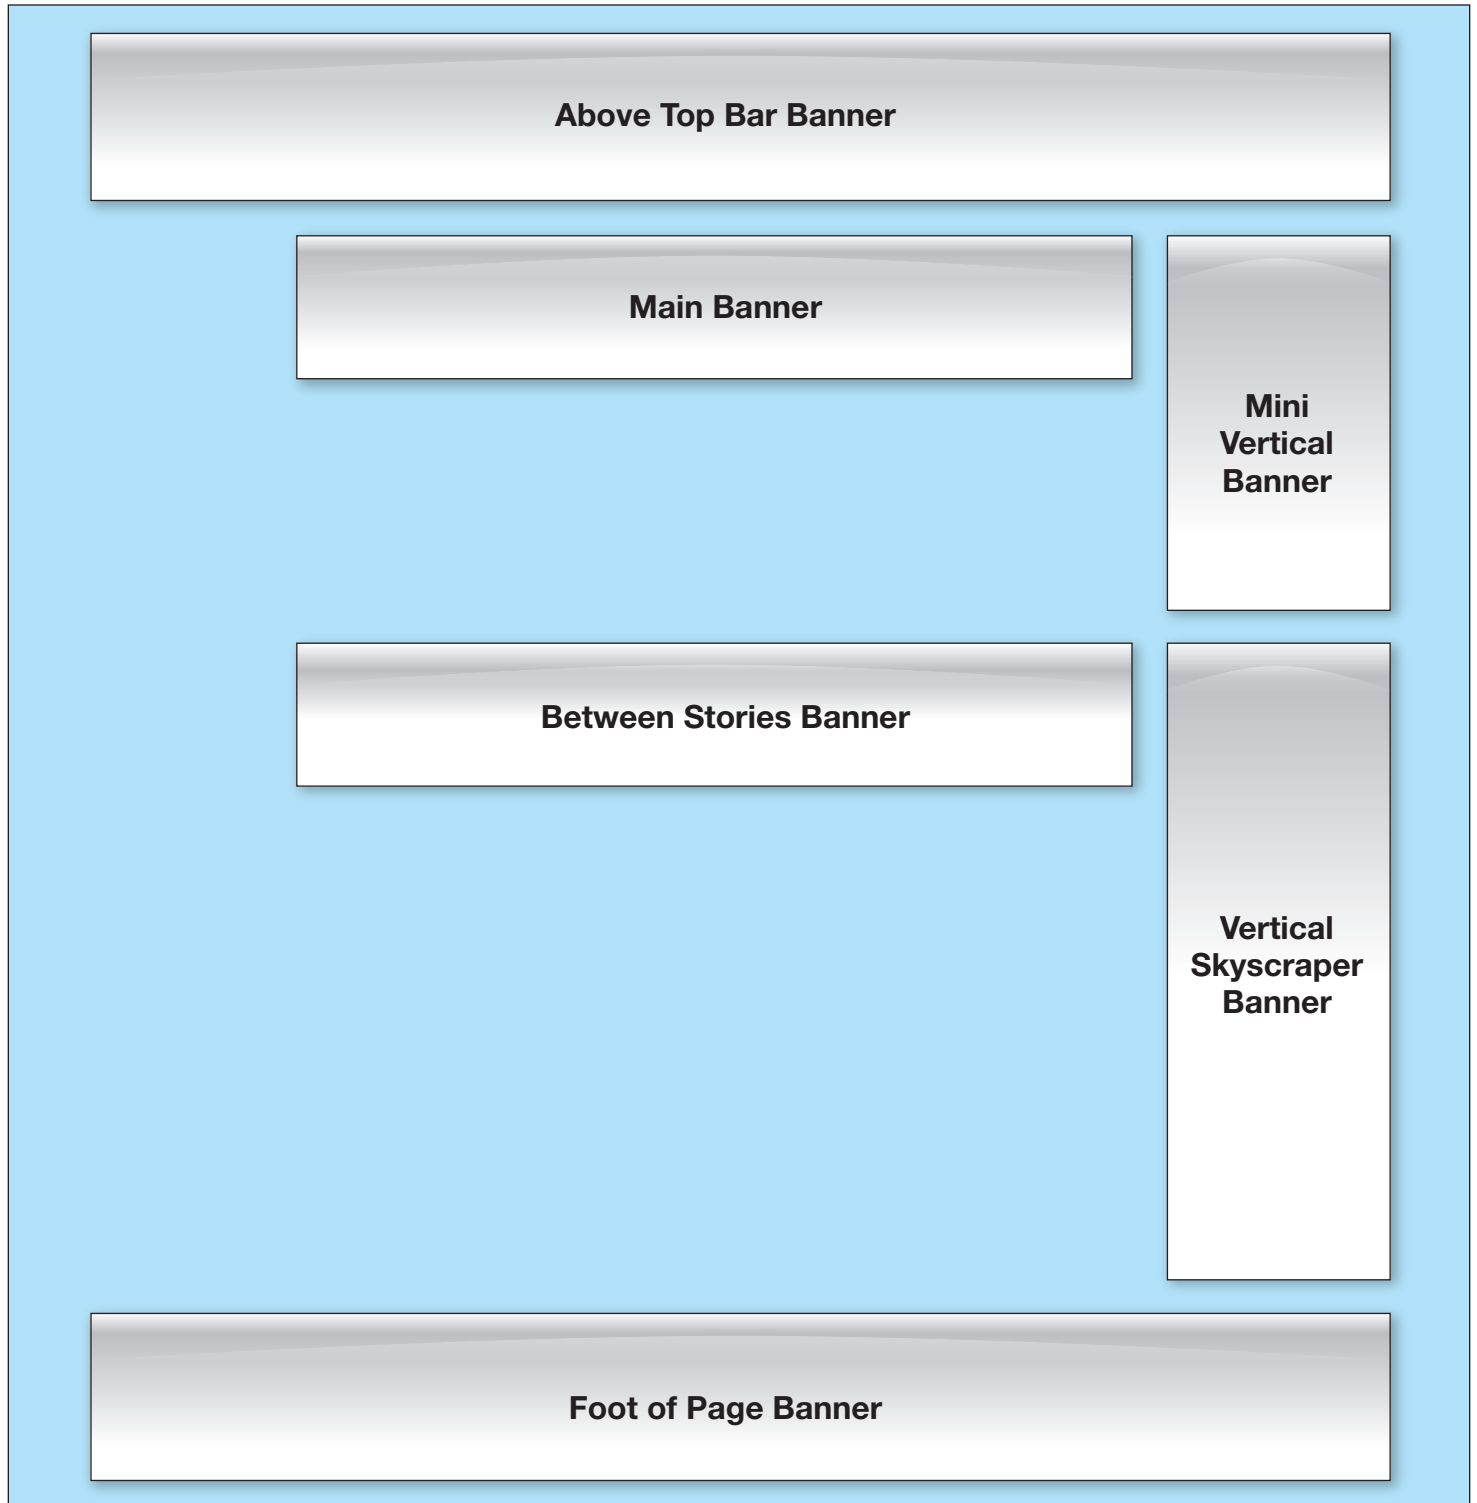 Above Top Bar Banner
Main Banner
Mini
Vertical
Banner
Between Stories Banner
Vertical
Skyscraper
Banner
Foot of Page Banner